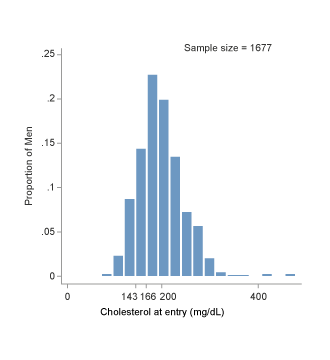 Sample size = 1677
Proportion of Men
.25
.2
.15
.1
.05
0
0 143 166 200 400
Cholesterol at entry (mg/dL)